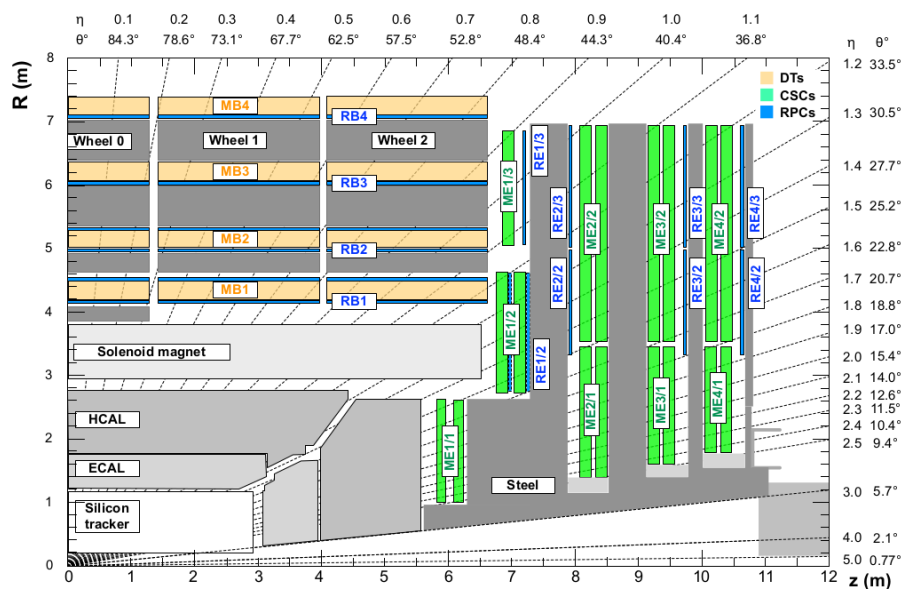 η 0.1 0.2 0.3 0.4 0.5 0.6 0.7 0.8 0.9 1.0 1.1
θ° 84.3° 78.6° 73.1° 67.7° 62.5° 57.5° 52.8° 48.4° 44.3° 40.4° 36.8° η θ°
R (m)
8
7
6
5
4
3
2
1
0
1.2 33.5°
1.3 30.5°
1.4 27.7°
1.5 25.2°
1.6 22.8°
1.7 20.7°
1.8 18.8°
1.9 17.0°
2.0 15.4°
2.1 14.0°
2.2 12.6°
2.3 11.5°
2.4 10.4°
2.5 9.4°
3.0 5.7°
4.0 2.1°
5.0 0.77°
DTs
CSCs
RPCs
MB4
RB4
Wheel 0 Wheel 1 Wheel 2
MB3
RB3
MB2
RB2
MB1
RB1
Solenoid magnet
HCAL
ECAL
Silicon
tracker
Steel
ME1/3
RE1/3
ME1/2
RE1/2
ME1/1
RE2/3
RE2/2
ME2/2
ME2/1
ME3/2
ME3/1
RE3/3
RE3/2
ME4/2
ME4/1
RE4/3
RE4/2
0 1 2 3 4 5 6 7 8 9 10 11 12
z (m)